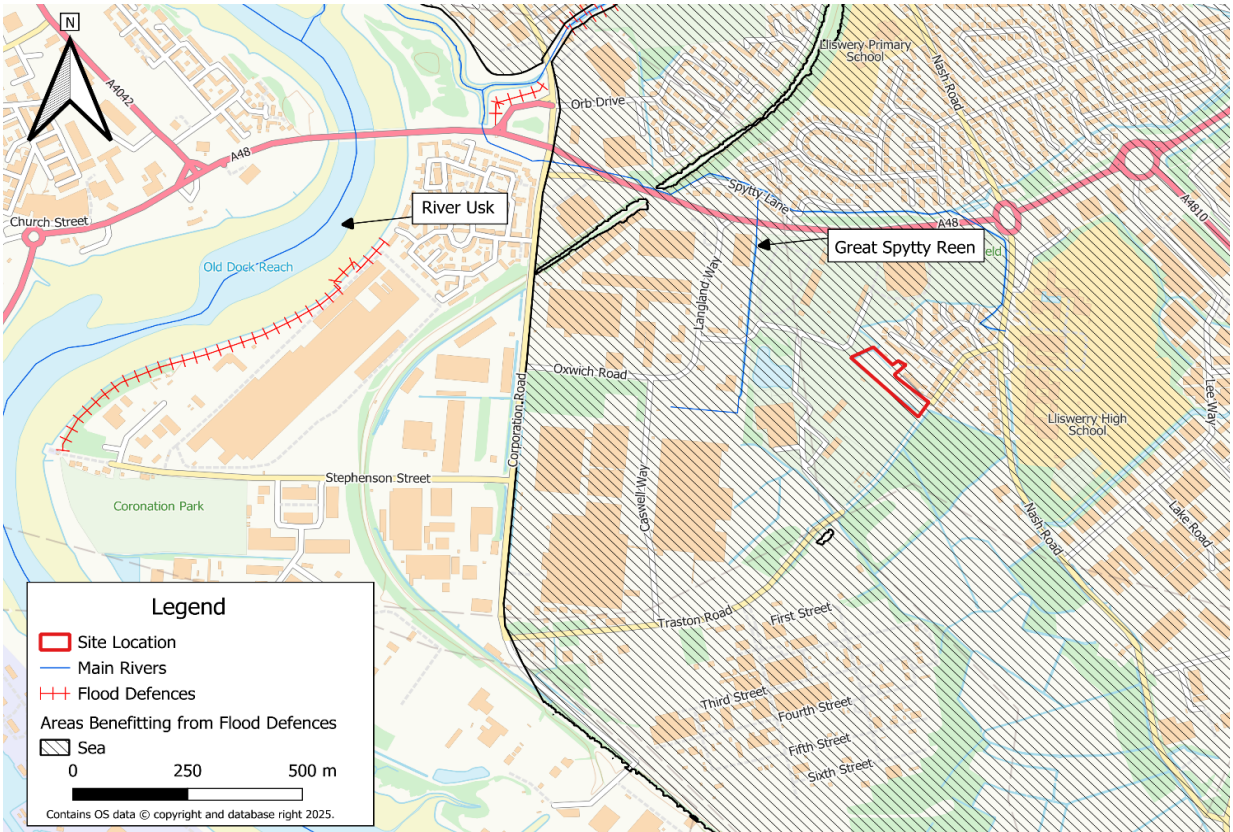 N
A4042
Orb Drive
Lliswery Primary
School
Nash Road
A48
River Usk
Church Street
Spytty Lane
A48
A4810
Great Spytty Reen
eld
Old Dock Reach
Langland Way
Oxwich Road
Corporation Road
Lee Way
Lliswerry High
School
Stephenson Street
Caswell Way
Coronation Park
Nash Road
Lake Road
Traston Road
First Street
Third Street
Fourth Street
Fifth Street
Sixth Street
Legend
Site Location
Main Rivers
Flood Defences
Areas Benefitting from Flood Defences
Sea
0 250 500 m
Contains OS data © copyright and database right 2025.